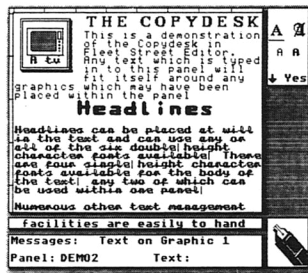 THE COPYDESK
This is a demonstration
of the Copydesk in
Fleet Street Editor.
Any text which is typed
in to this panel will
fit itself around any
graphics which may have been
placed within the panel
A tv
Headlines
Headlines can be placed at will
in the text and can use any or
all of the six double height
character fonts available There
are four single height character
fonts available for the body of
the text any two of which can
be used within one panel
Numerous other text management
facilities are easily to hand
A A
A A
↓ Yes
Messages: Text on Graphic 1
Panel: DEMO2 Text: